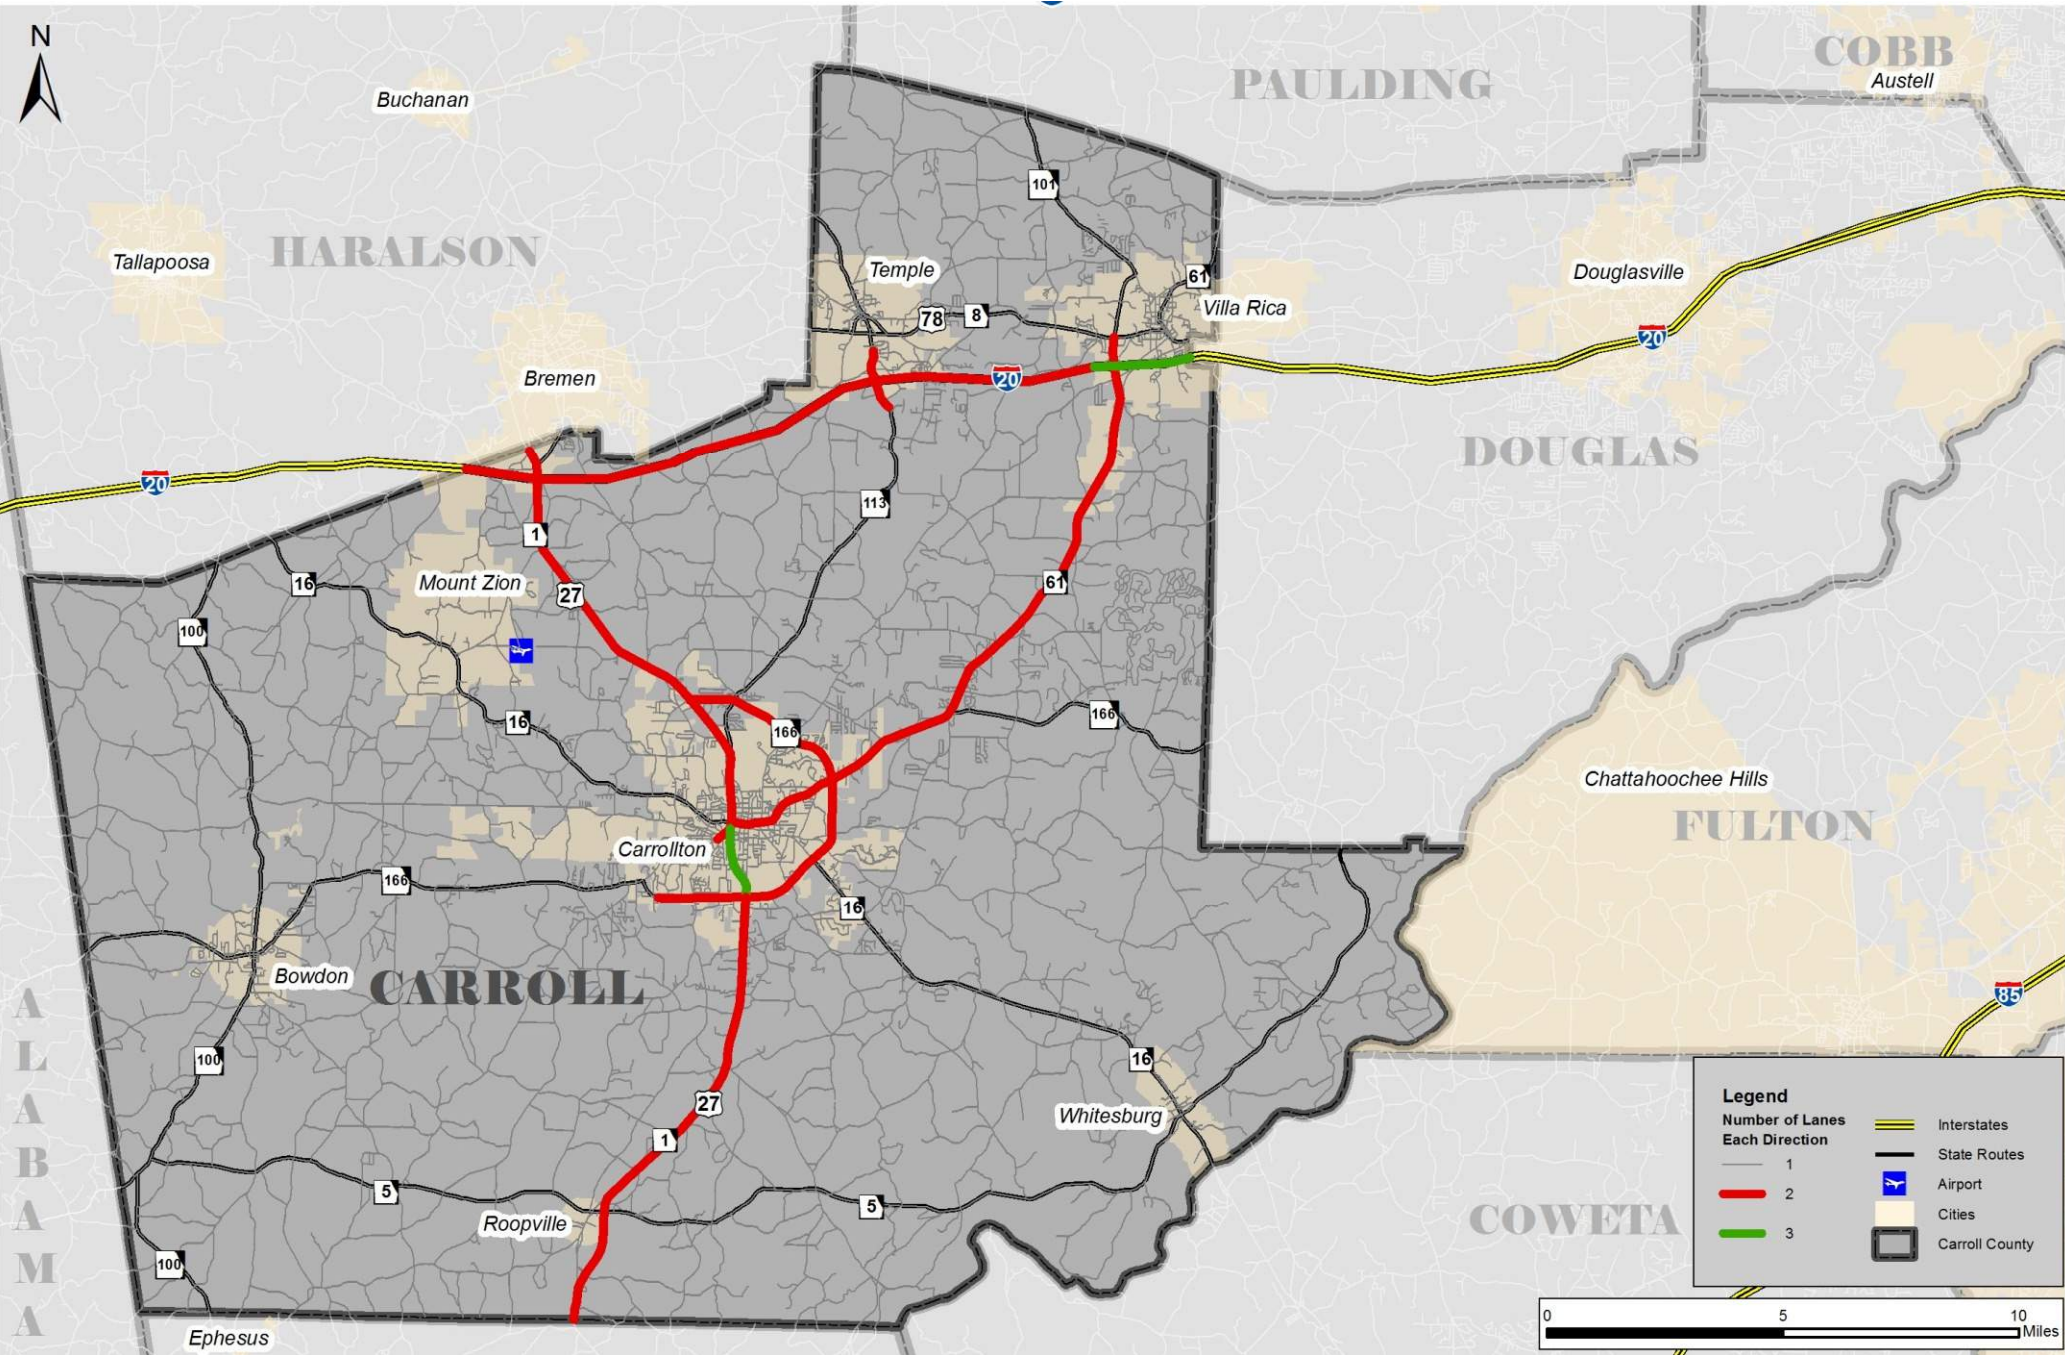 N
COBB
Austell
PAULDING
Buchanan
101
HARALSON
Tallapoosa
Temple
61
Douglasville
Villa Rica
78
8
20
Bremen
20
DOUGLAS
20
113
1
16
Mount Zion
27
61
100
166
16
166
Chattahoochee Hills
FULTON
Carrollton
166
16
Bowdon
CARROLL
85
ALABAMA
100
16
27
Whitesburg
1
5
5
Roopville
COWETA
100
Ephesus
Legend
Number of Lanes
Each Direction
1
2
3
Interstates
State Routes
Airport
Cities
Carroll County
0 5 10
Miles